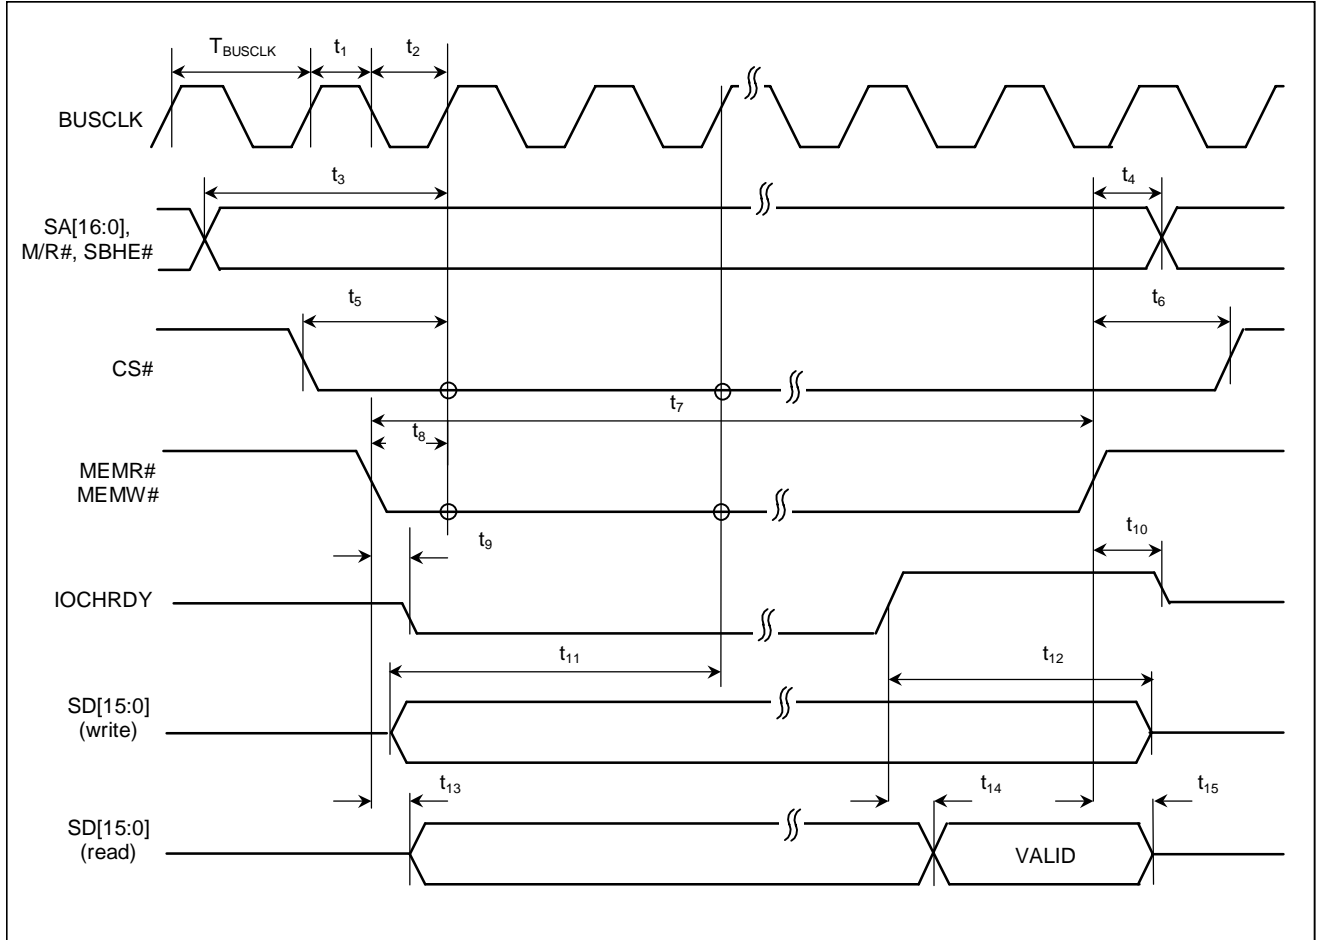 T_BUSCLK t₁ t₂
BUSCLK
t₃ t₄
SA[16:0],
M/R#, SBHE#
t₅ t₆
CS#
t₇
t₈
MEMR#
MEMW#
t₉ t₁₀
IOCHRDY
t₁₁ t₁₂
SD[15:0]
(write)
t₁₃ t₁₄ t₁₅
SD[15:0]
(read)
VALID